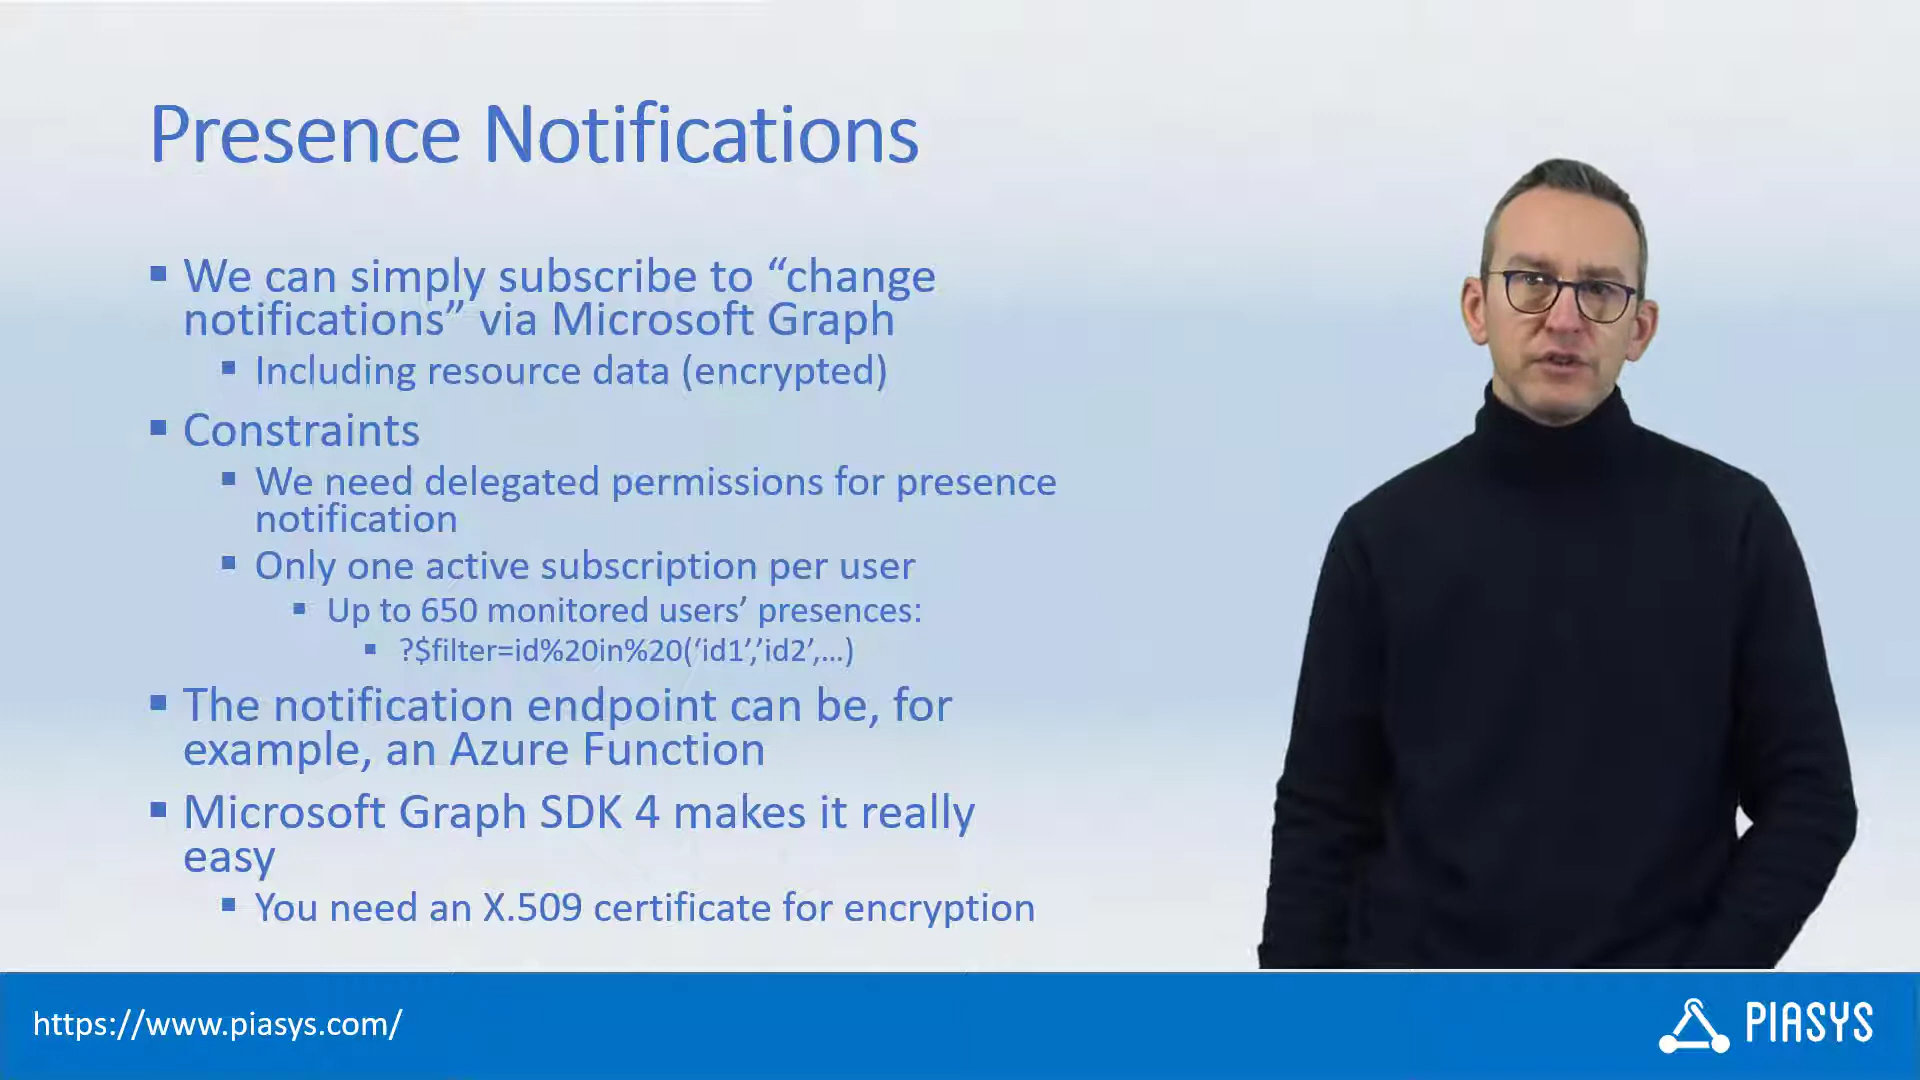 Presence Notifications
We can simply subscribe to “change
notifications” via Microsoft Graph
Including resource data (encrypted)
Constraints
We need delegated permissions for presence
notification
Only one active subscription per user
Up to 650 monitored users’ presences:
?$filter=id%20in%20(‘id1’,’id2’,…)
The notification endpoint can be, for
example, an Azure Function
Microsoft Graph SDK 4 makes it really
easy
You need an X.509 certificate for encryption
https://www.piasys.com/
PIASYS